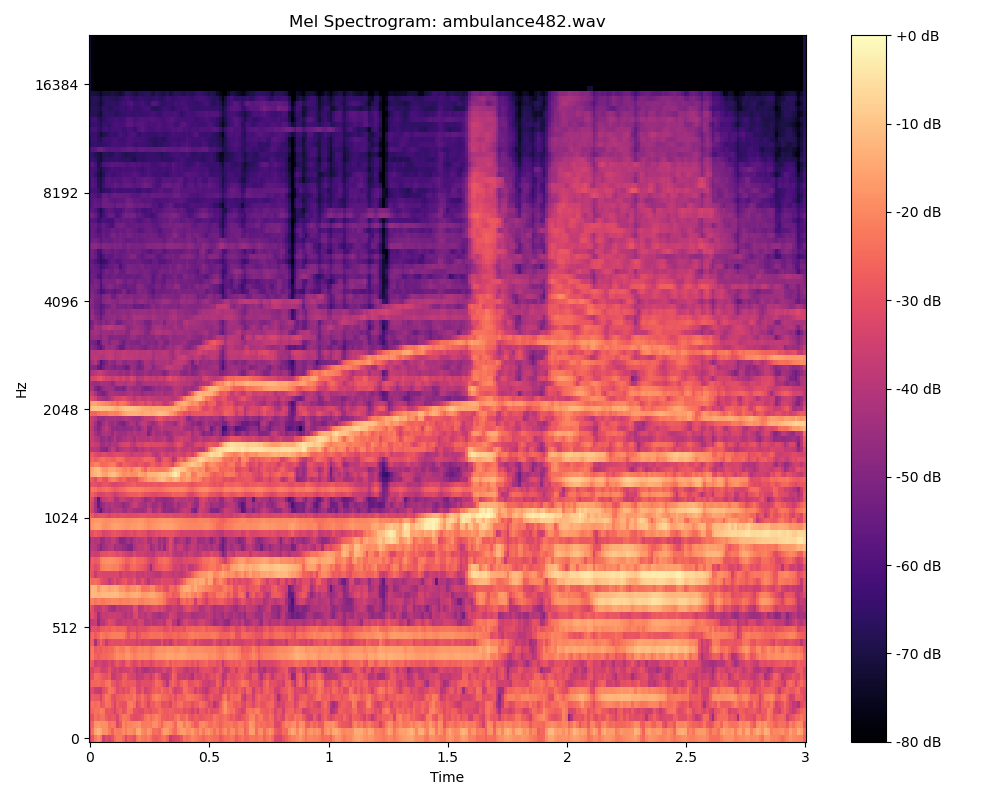 Mel Spectrogram: ambulance482.wav
Hz
16384
8192
4096
2048
1024
512
0
0 0.5 1 1.5 2 2.5 3
Time
+0 dB
-10 dB
-20 dB
-30 dB
-40 dB
-50 dB
-60 dB
-70 dB
-80 dB